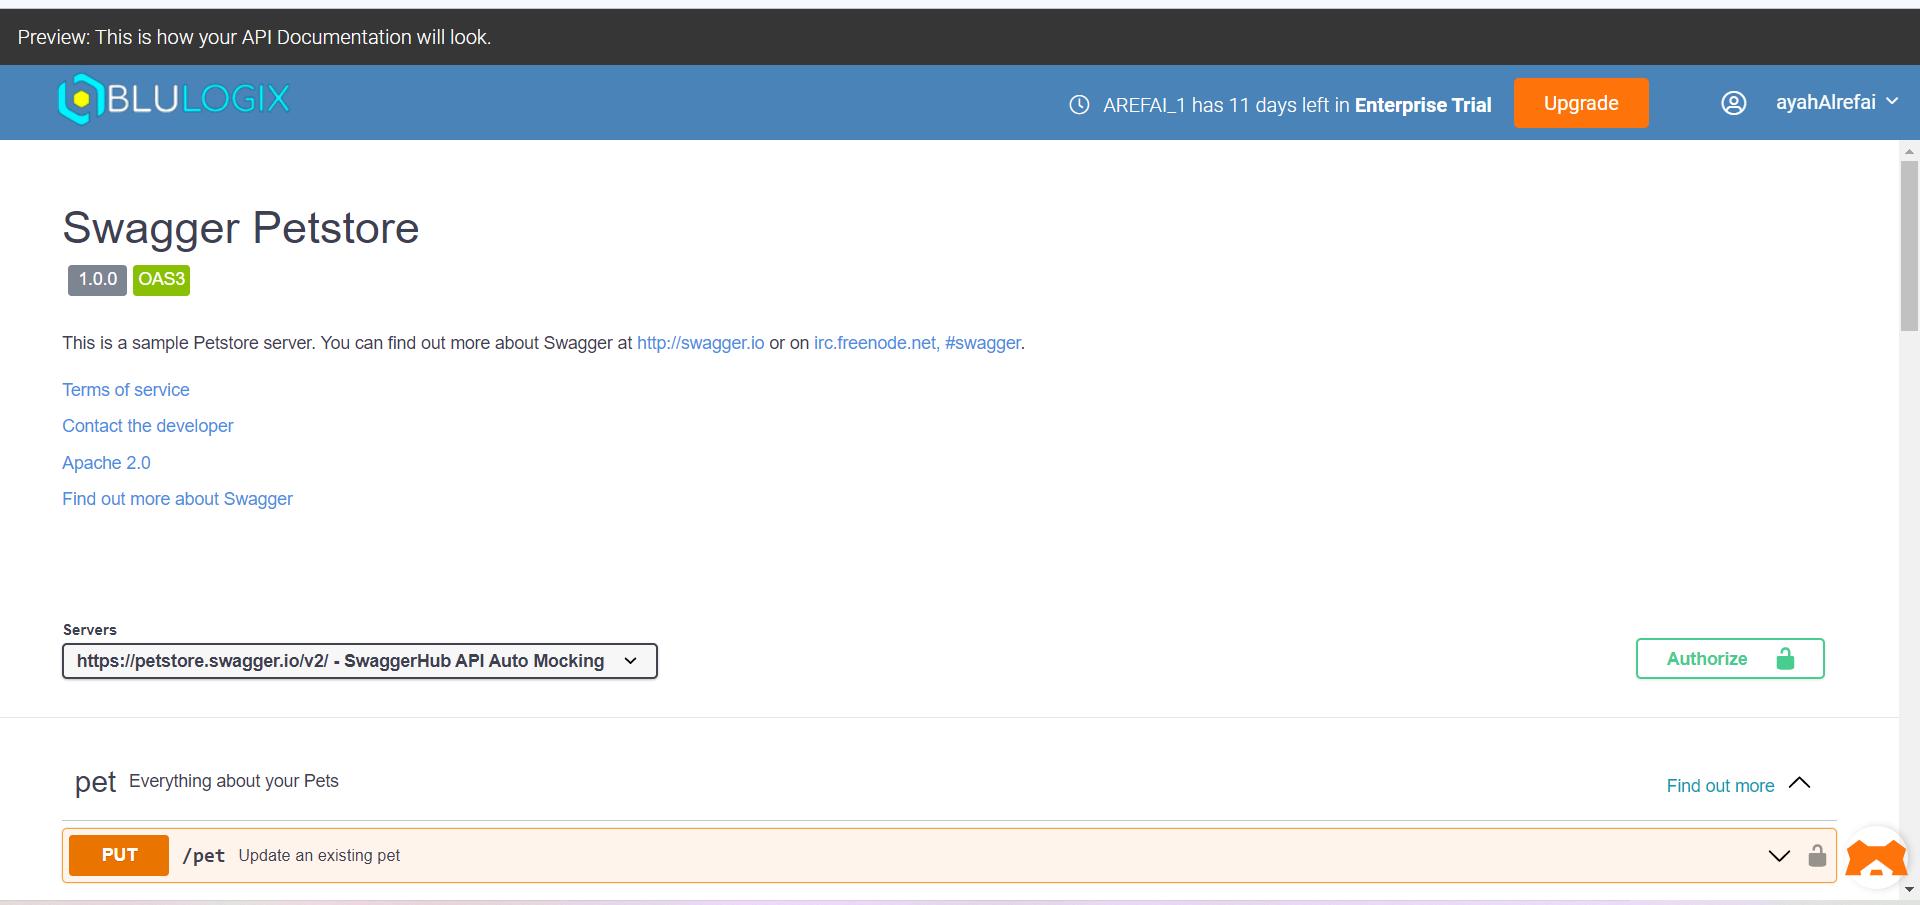 Preview: This is how your API Documentation will look.
BLULOGIX
AREFAI_1 has 11 days left in Enterprise Trial
Upgrade
ayahAlrefai
Swagger Petstore
1.0.0 OAS3
This is a sample Petstore server. You can find out more about Swagger at http://swagger.io or on irc.freenode.net, #swagger.
Terms of service
Contact the developer
Apache 2.0
Find out more about Swagger
Servers
https://petstore.swagger.io/v2/ - SwaggerHub API Auto Mocking
Authorize
pet Everything about your Pets
Find out more
PUT /pet Update an existing pet